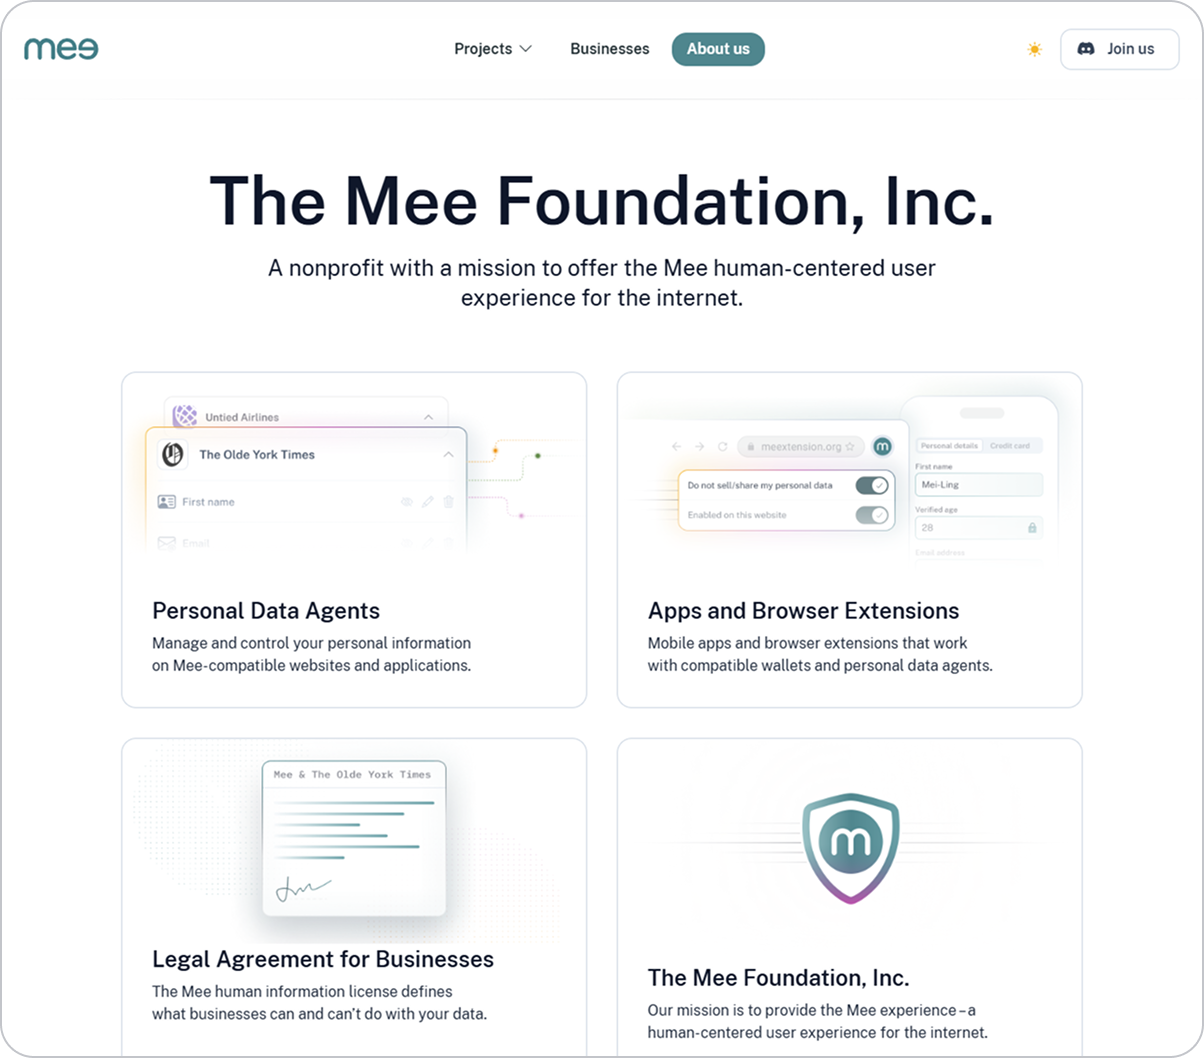 mee
Projects
Businesses
About us
Join us
The Mee Foundation, Inc.
A nonprofit with a mission to offer the Mee human-centered user
experience for the internet.
Untied Airlines
The Olde York Times
First name
Email
meextension.org
m
Do not sell/share my personal data
Enabled on this website
Personal details
Credit card
First name
Mei-Ling
Verified age
28
Email address
Personal Data Agents
Manage and control your personal information
on Mee-compatible websites and applications.
Apps and Browser Extensions
Mobile apps and browser extensions that work
with compatible wallets and personal data agents.
Mee & The Olde York Times
Legal Agreement for Businesses
The Mee human information license defines
what businesses can and can't do with your data.
m
The Mee Foundation, Inc.
Our mission is to provide the Mee experience – a
human-centered user experience for the internet.